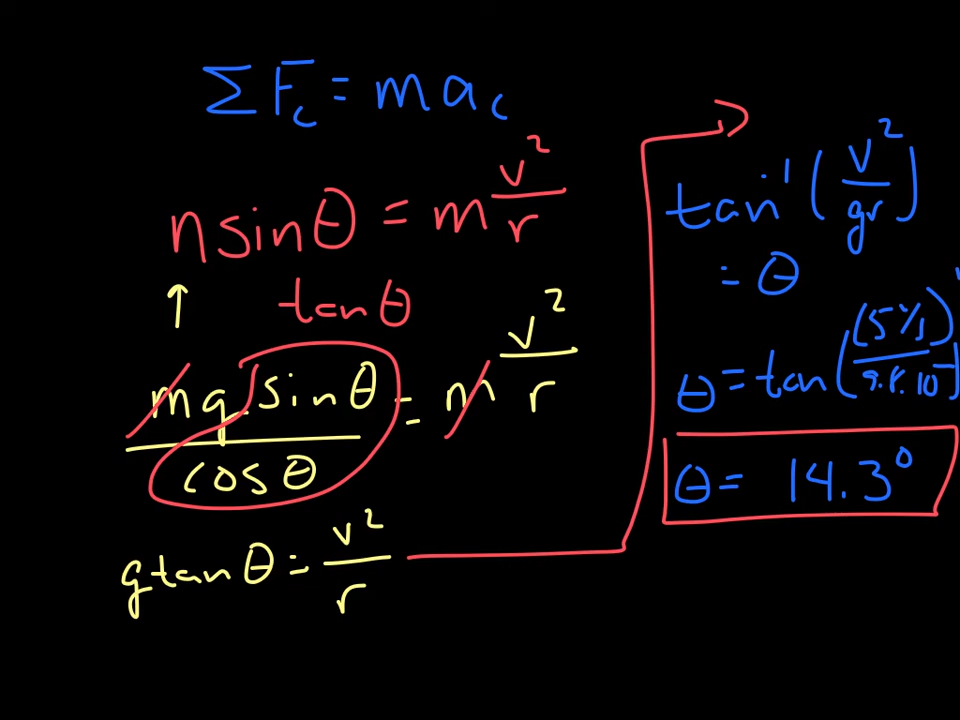 ΣF_c = ma_c
n sinθ = m v²/r
↑ tanθ
mg sinθ/cosθ = m v²/r
g tanθ = v²/r
tan⁻¹(v²/gr)
= θ
θ = tan((5 m/s)/9.8·10)
θ = 14.3°